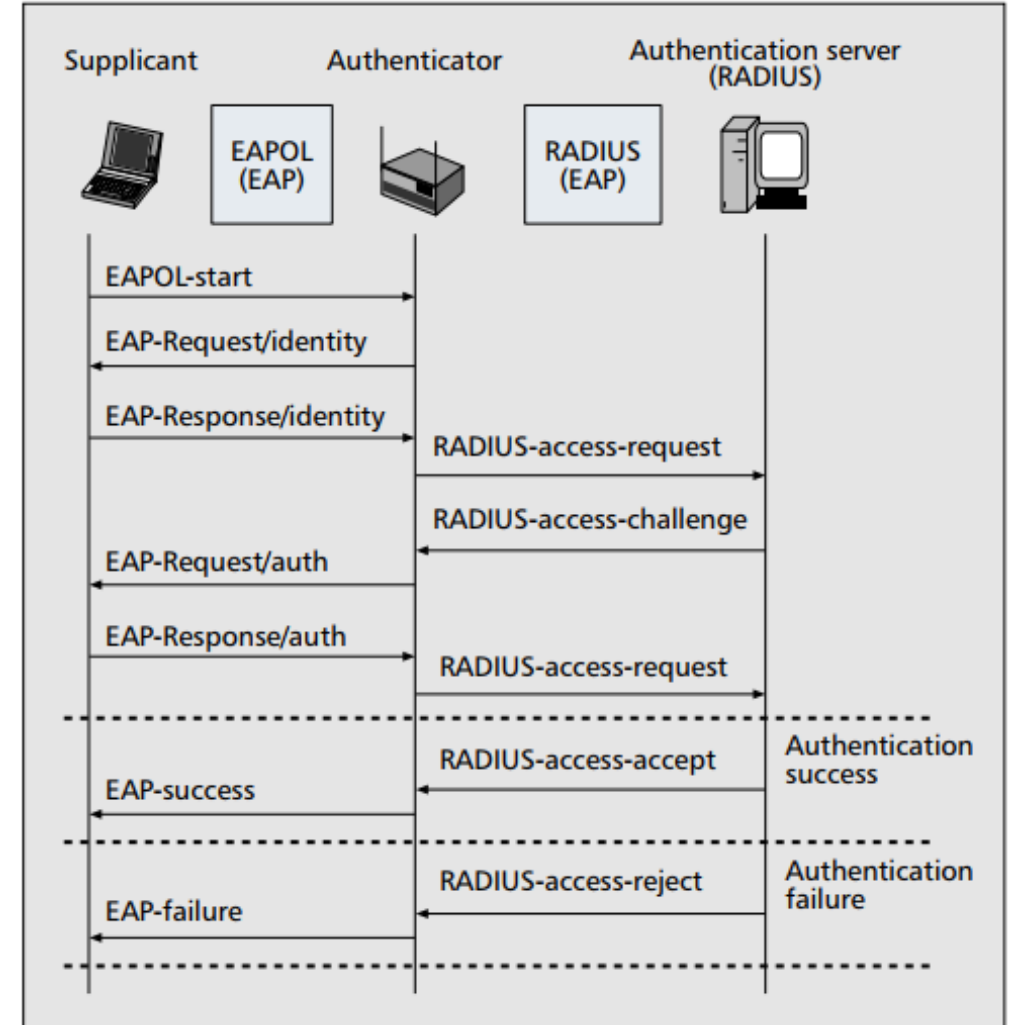 Supplicant
Authenticator
Authentication server
(RADIUS)
EAPOL
(EAP)
RADIUS
(EAP)
EAPOL-start
EAP-Request/identity
EAP-Response/identity
RADIUS-access-request
RADIUS-access-challenge
EAP-Request/auth
EAP-Response/auth
RADIUS-access-request
Authentication
success
RADIUS-access-accept
EAP-success
Authentication
failure
RADIUS-access-reject
EAP-failure